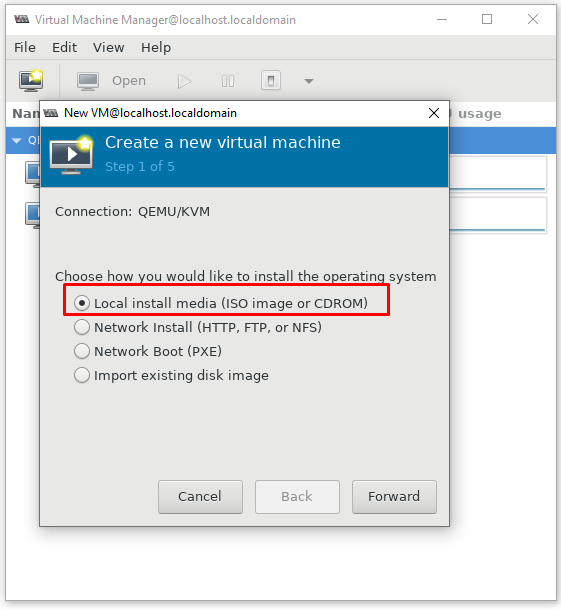 Virtual Machine Manager@localhost.localdomain
File Edit View Help
Open
usage
New VM@localhost.localdomain
Create a new virtual machine
Step 1 of 5
Connection: QEMU/KVM
Choose how you would like to install the operating system
Local install media (ISO image or CDROM)
Network Install (HTTP, FTP, or NFS)
Network Boot (PXE)
Import existing disk image
Cancel Back Forward